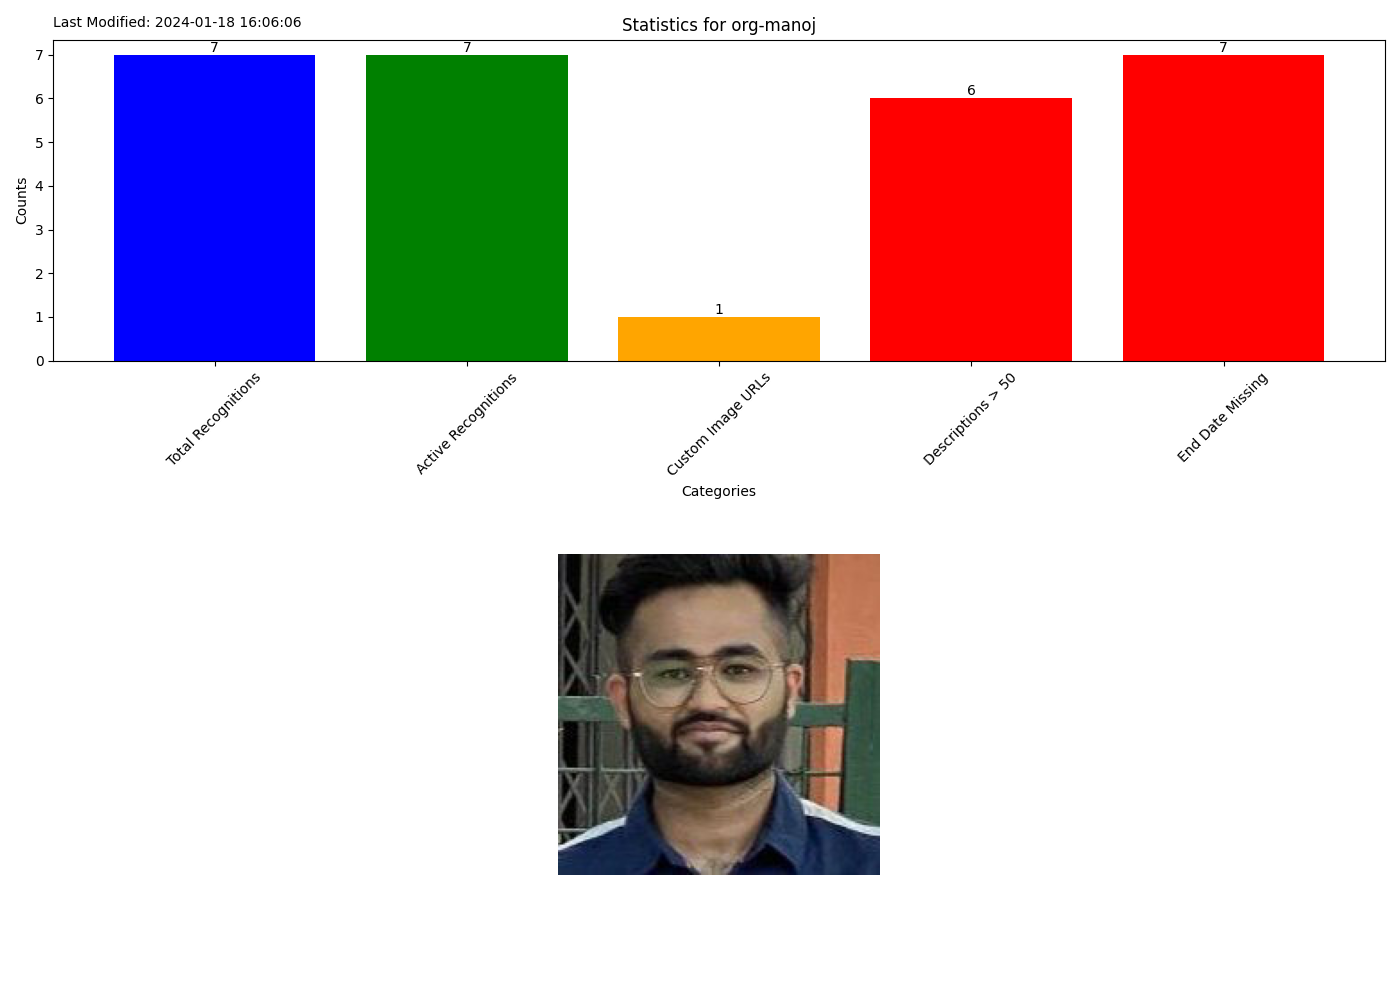 Last Modified: 2024-01-18 16:06:06
Statistics for org-manoj
7
7
1
6
7
7
6
5
4
3
2
1
0
Counts
Total Recognitions
Active Recognitions
Custom Image URLs
Descriptions > 50
End Date Missing
Categories